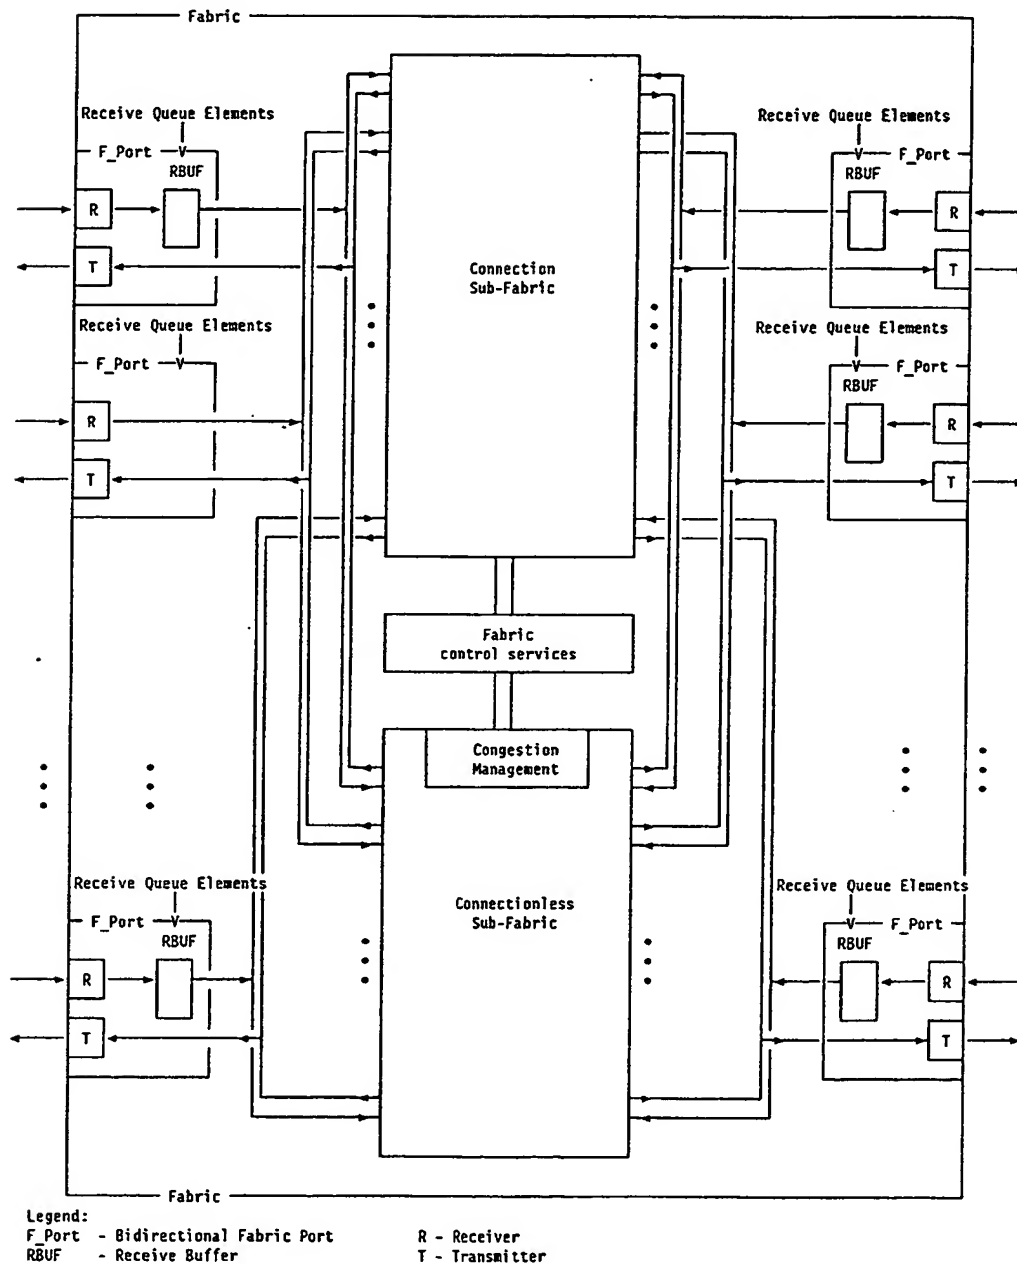 Fabric
Receive Queue Elements
F_Port
V
RBUF
R
T
Receive Queue Elements
V
F_Port
RBUF
R
T
Connection
Sub-Fabric
Receive Queue Elements
F_Port
V
R
T
Receive Queue Elements
V
F_Port
RBUF
R
T
Fabric
control services
Congestion
Management
Connectionless
Sub-Fabric
Receive Queue Elements
F_Port
V
RBUF
R
T
Receive Queue Elements
V
F_Port
RBUF
R
T
Fabric
Legend:
F_Port - Bidirectional Fabric Port R - Receiver
RBUF - Receive Buffer T - Transmitter